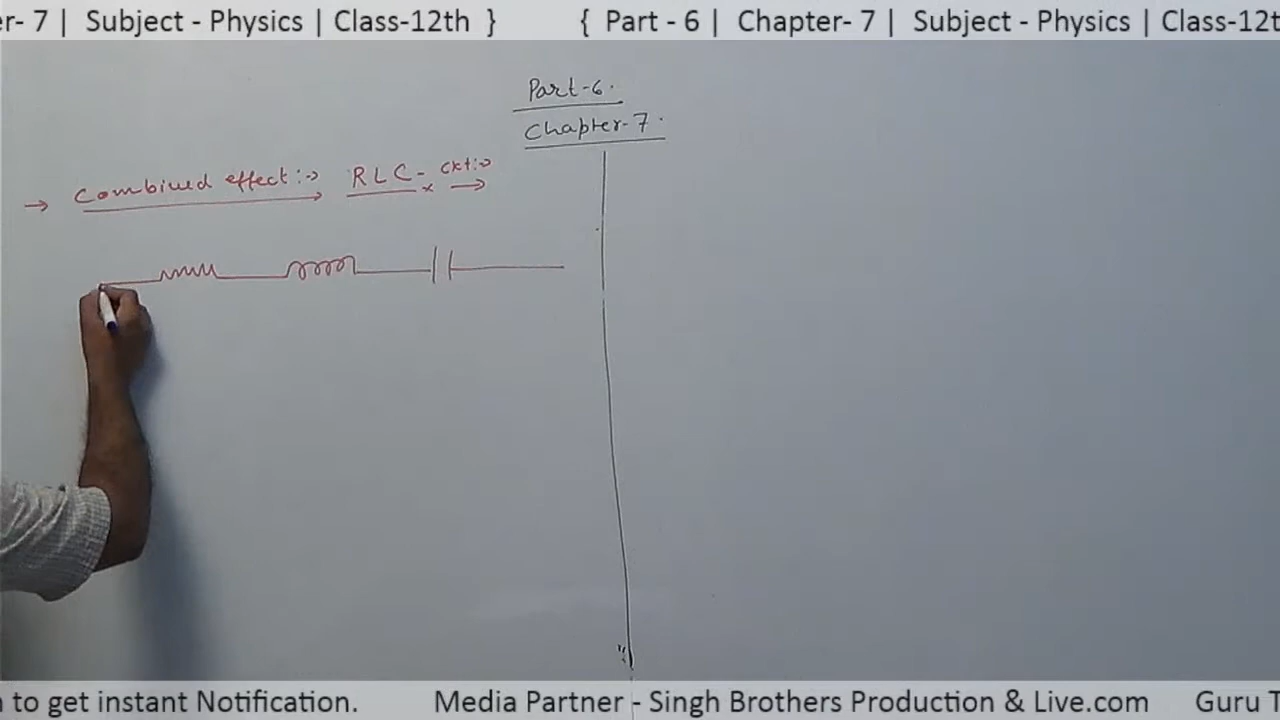 r- 7 | Subject - Physics | Class-12th } { Part - 6 | Chapter- 7 | Subject - Physics | Class-12t
Part-6.
Chapter-7.
→ Combined effect:→ RLC- ckt:→
n to get instant Notification. Media Partner - Singh Brothers Production & Live.com Guru T